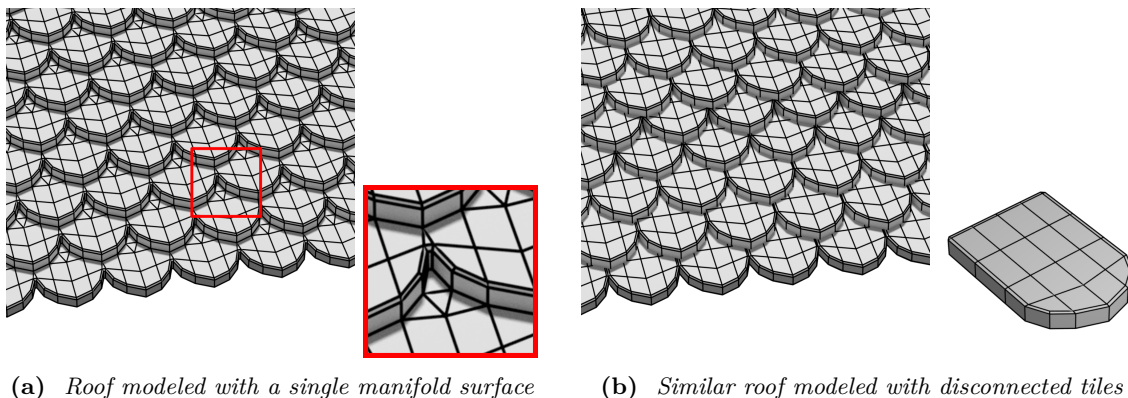 (a) Roof modeled with a single manifold surface
(b) Similar roof modeled with disconnected tiles